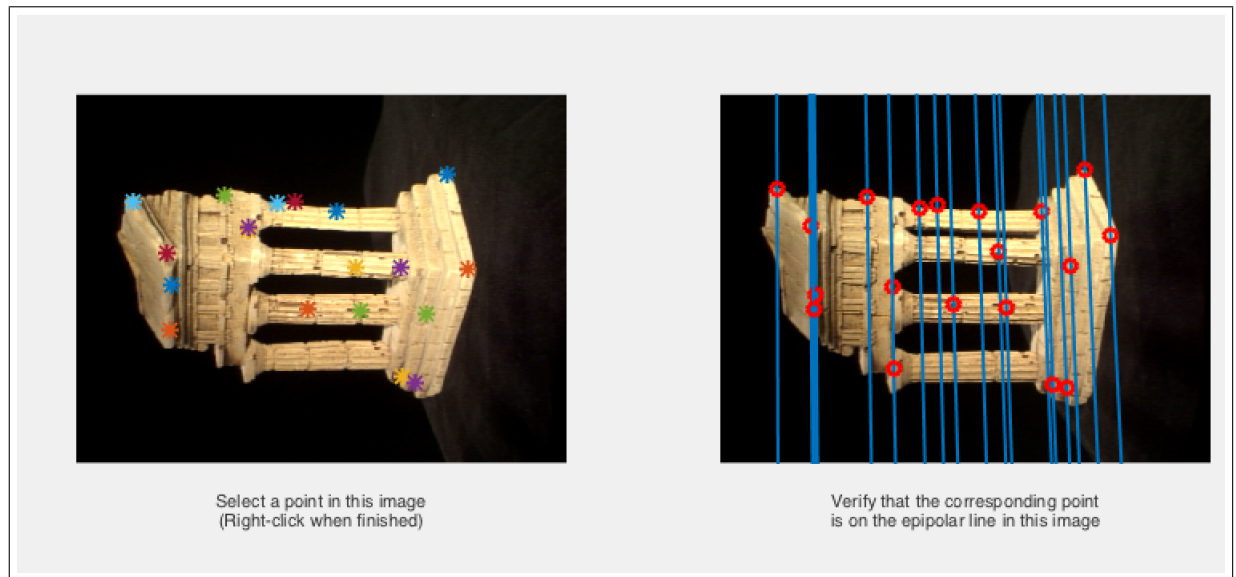 Select a point in this image
(Right-click when finished)
Verify that the corresponding point
is on the epipolar line in this image